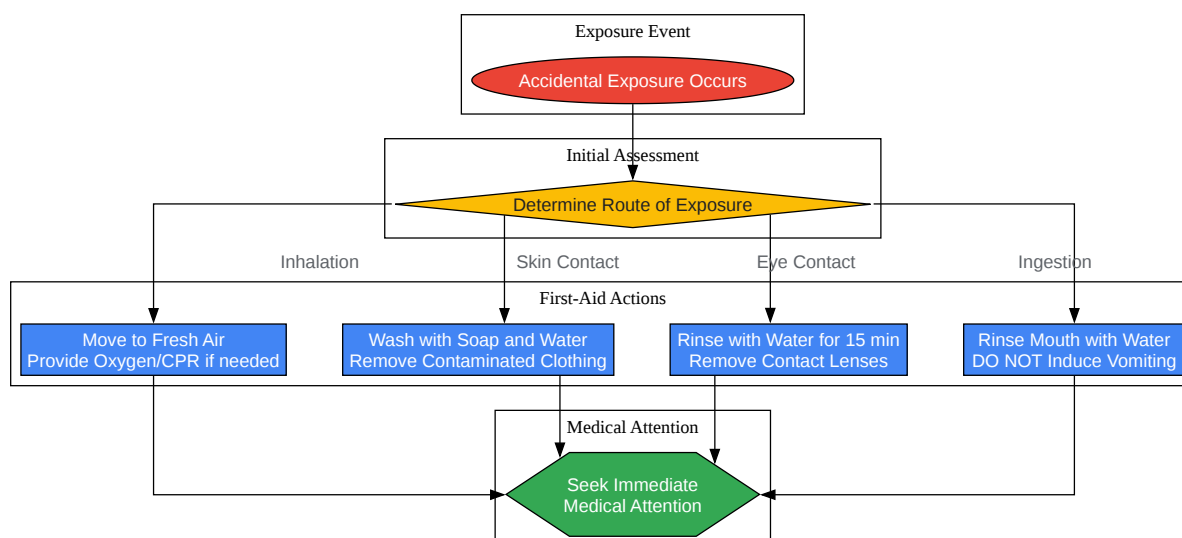 Exposure Event
Accidental Exposure Occurs
Initial Assessment
Determine Route of Exposure
Inhalation
Skin Contact
Eye Contact
Ingestion
First-Aid Actions
Move to Fresh Air
Provide Oxygen/CPR if needed
Wash with Soap and Water
Remove Contaminated Clothing
Rinse with Water for 15 min
Remove Contact Lenses
Rinse Mouth with Water
DO NOT Induce Vomiting
Medical Attention
Seek Immediate
Medical Attention